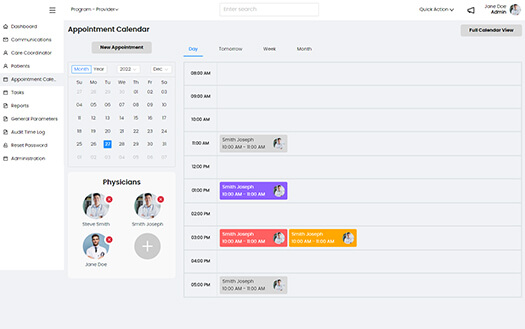 Program - Provider
Enter search
Quick Action
Jane Doe
Admin
Dashboard
Communications
Care Coordinator
Patients
Appointment Cale...
Tasks
Reports
General Parameters
Audit Time Log
Reset Password
Administration
Appointment Calendar
Full Calendar View
New Appointment
Month Year 2022 Dec
Su Mo Tu We Th Fr Sa
27 28 29 30 01 02 03
04 05 06 07 08 09 10
11 12 13 14 15 16 17
18 19 20 21 22 23 24
25 26 27 28 29 30 31
01 02 03 04 05 06 07
Physicians
Steve Smith
Smith Joseph
Jane Doe
Day Tomorrow Week Month
08:00 AM
09:00 AM
10:00 AM
11:00 AM
Smith Joseph
10:00 AM - 11:00 AM
12:00 PM
01:00 PM
Smith Joseph
10:00 AM - 11:00 AM
02:00 PM
03:00 PM
Smith Joseph
10:00 AM - 11:00 AM
Smith Joseph
10:00 AM - 11:00 AM
04:00 PM
05:00 PM
Smith Joseph
10:00 AM - 11:00 AM